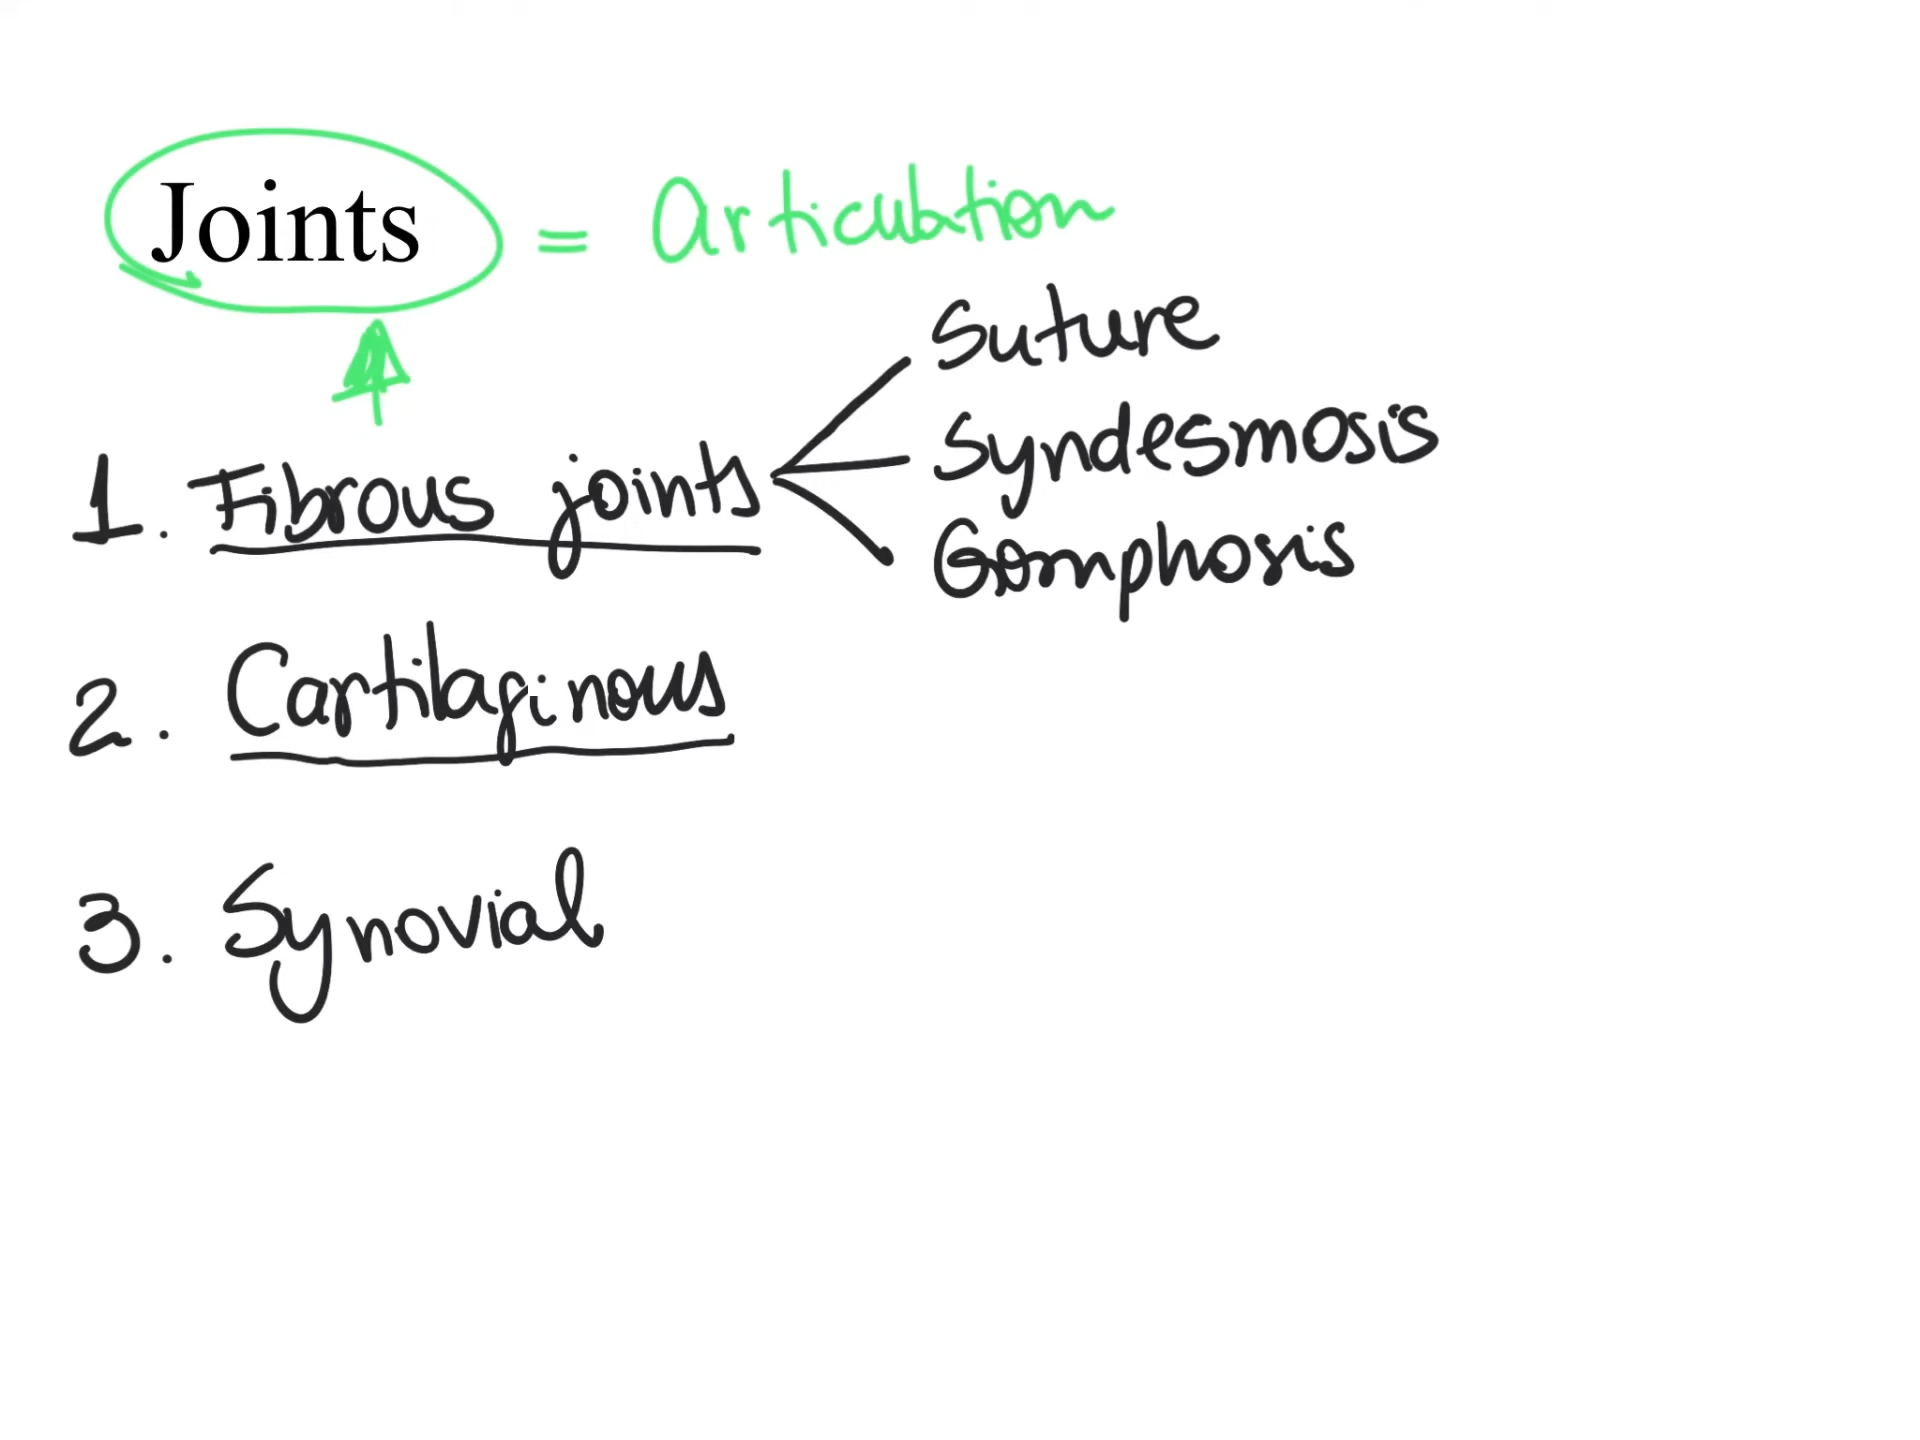 Joints = Articulation
Suture
Syndesmosis
1. Fibrous joints
Gomphosis
2. Cartilaginous
3. Synovial